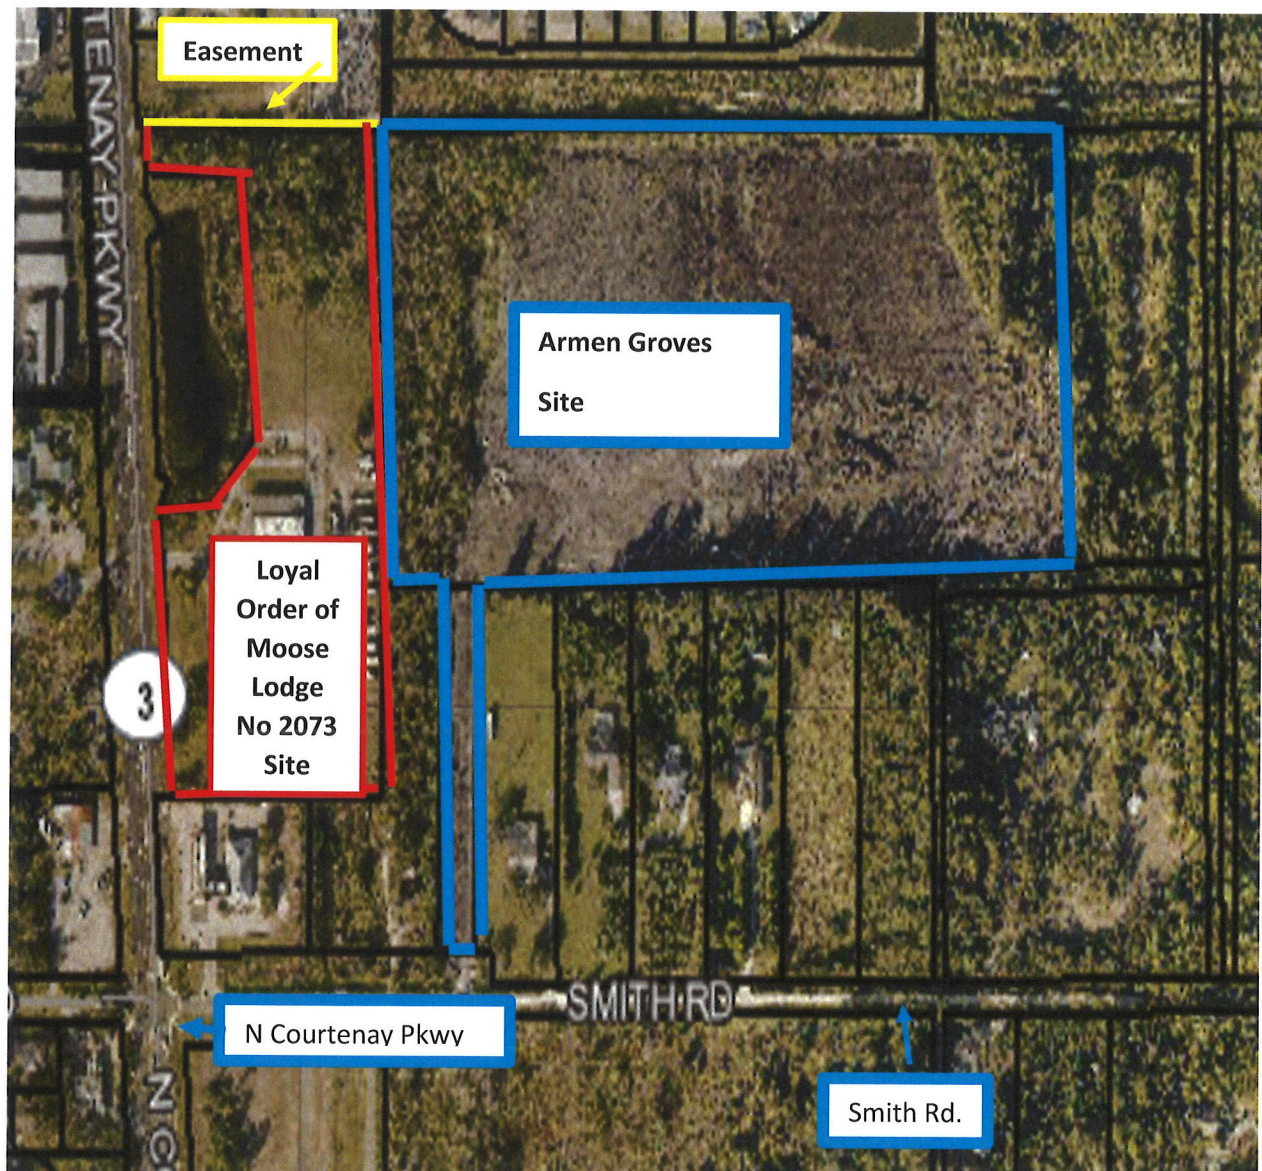 Easement
TENAY-PKWY
Armen Groves
Site
Loyal
Order of
Moose
Lodge
No 2073
Site
3
SMITH RD
N Courtenay Pkwy
Smith Rd.
N CO